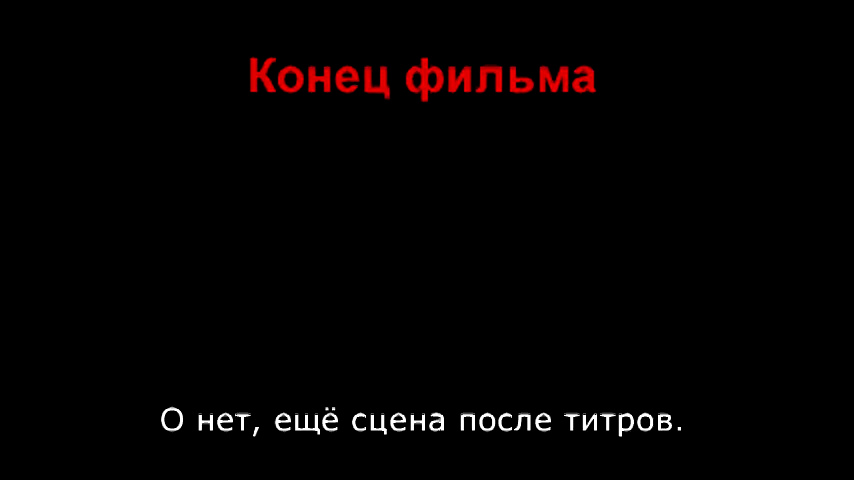 Конец фильма
О нет, ещё сцена после титров.